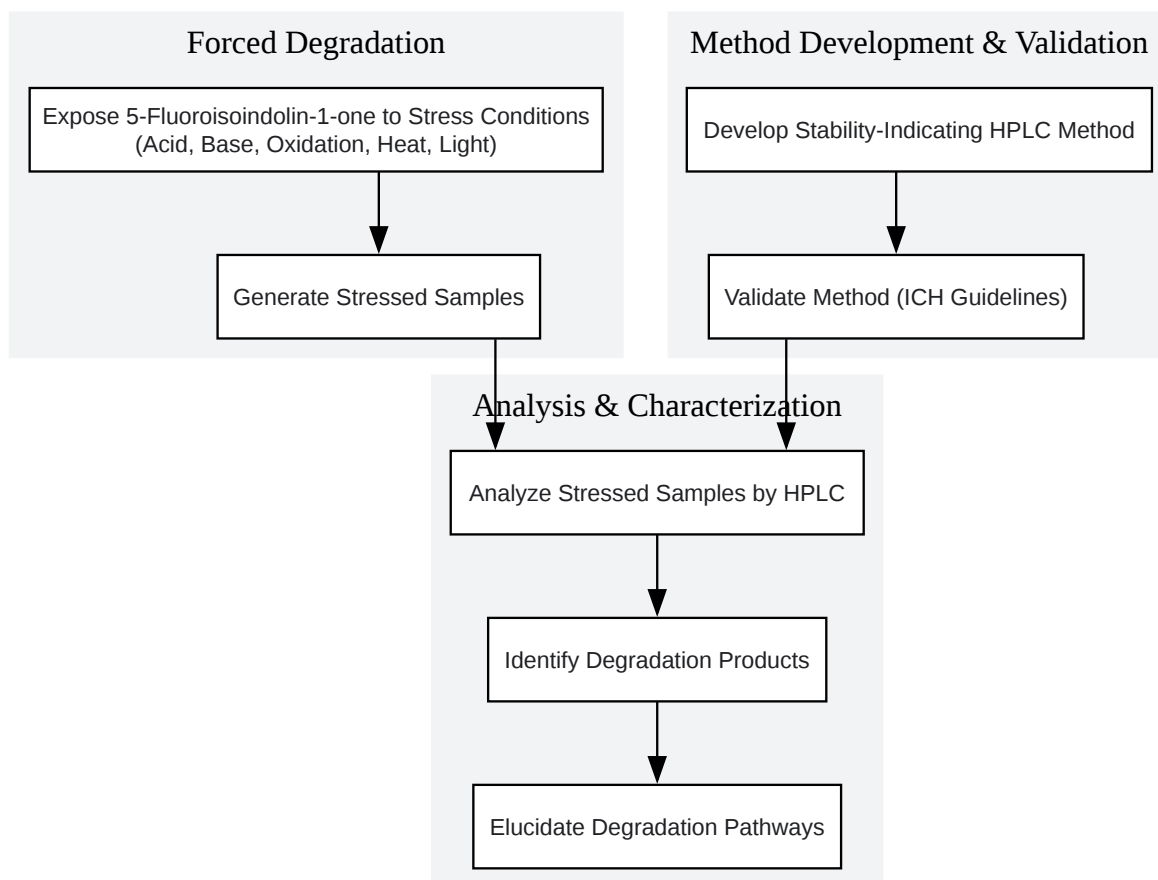 Forced Degradation
Expose 5-Fluoroisoindolin-1-one to Stress Conditions
(Acid, Base, Oxidation, Heat, Light)
Generate Stressed Samples
Method Development & Validation
Develop Stability-Indicating HPLC Method
Validate Method (ICH Guidelines)
Analysis & Characterization
Analyze Stressed Samples by HPLC
Identify Degradation Products
Elucidate Degradation Pathways